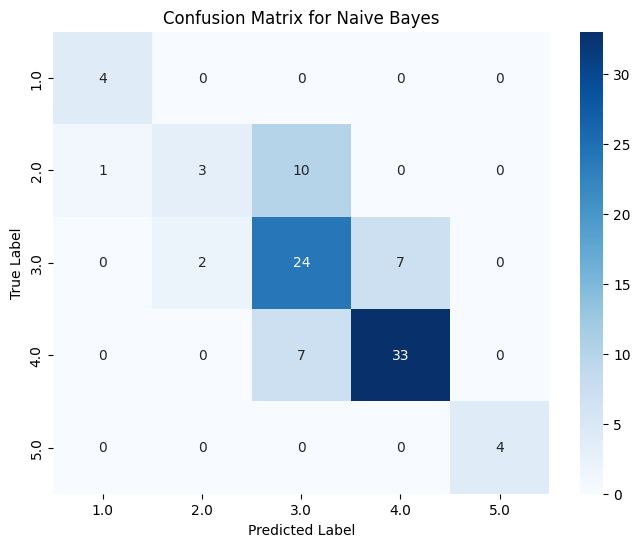 Confusion Matrix for Naive Bayes
1.0 4 0 0 0 0
2.0 1 3 10 0 0
3.0 0 2 24 7 0
4.0 0 0 7 33 0
5.0 0 0 0 0 4
1.0 2.0 3.0 4.0 5.0
Predicted Label
True Label
30
25
20
15
10
5
0